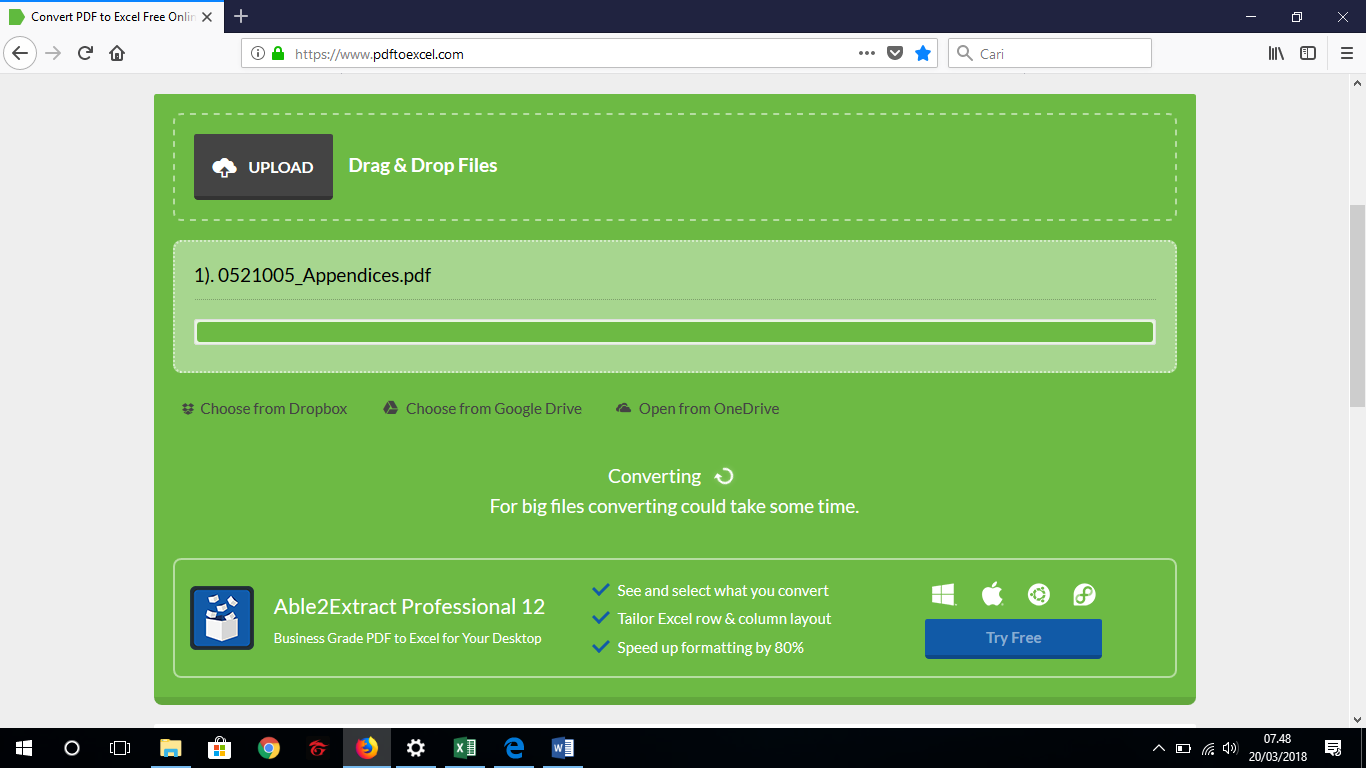 Convert PDF to Excel Free Onlin
https://www.pdftoexcel.com
Cari
UPLOAD
Drag & Drop Files
1). 0521005_Appendices.pdf
Choose from Dropbox
Choose from Google Drive
Open from OneDrive
Converting
For big files converting could take some time.
Able2Extract Professional 12
Business Grade PDF to Excel for Your Desktop
See and select what you convert
Tailor Excel row & column layout
Speed up formatting by 80%
Try Free
07.48
20/03/2018